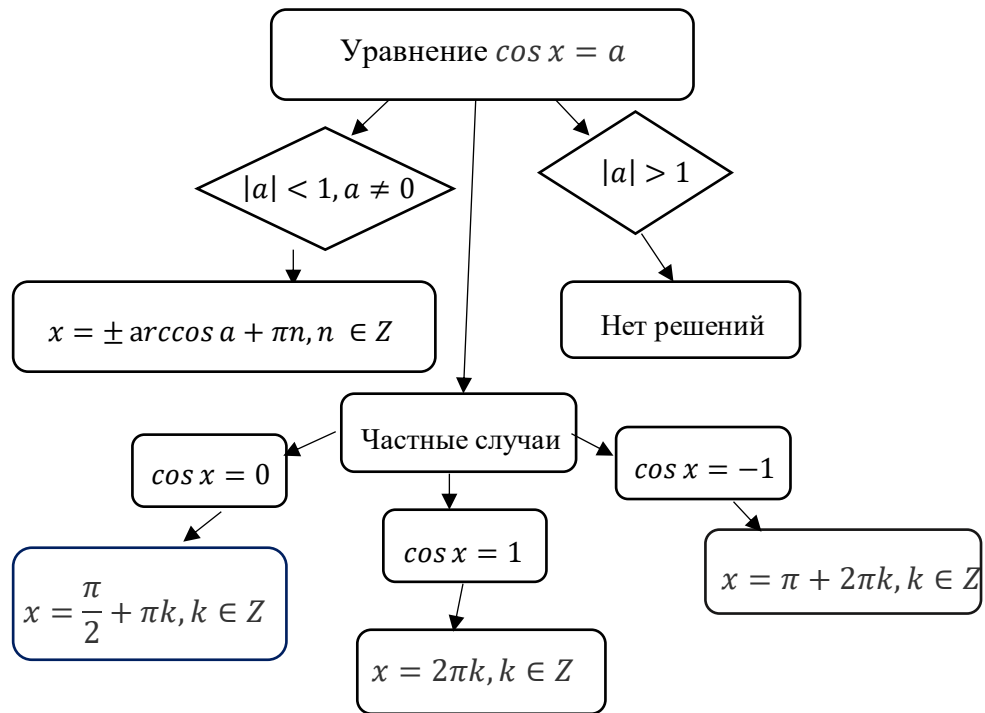 Уравнение cos x = a
|a| < 1, a ≠ 0
|a| > 1
x = ± arccos a + πn, n ∈ Z
Нет решений
Частные случаи
cos x = 0
cos x = 1
cos x = −1
x = π/2 + πk, k ∈ Z
x = 2πk, k ∈ Z
x = π + 2πk, k ∈ Z